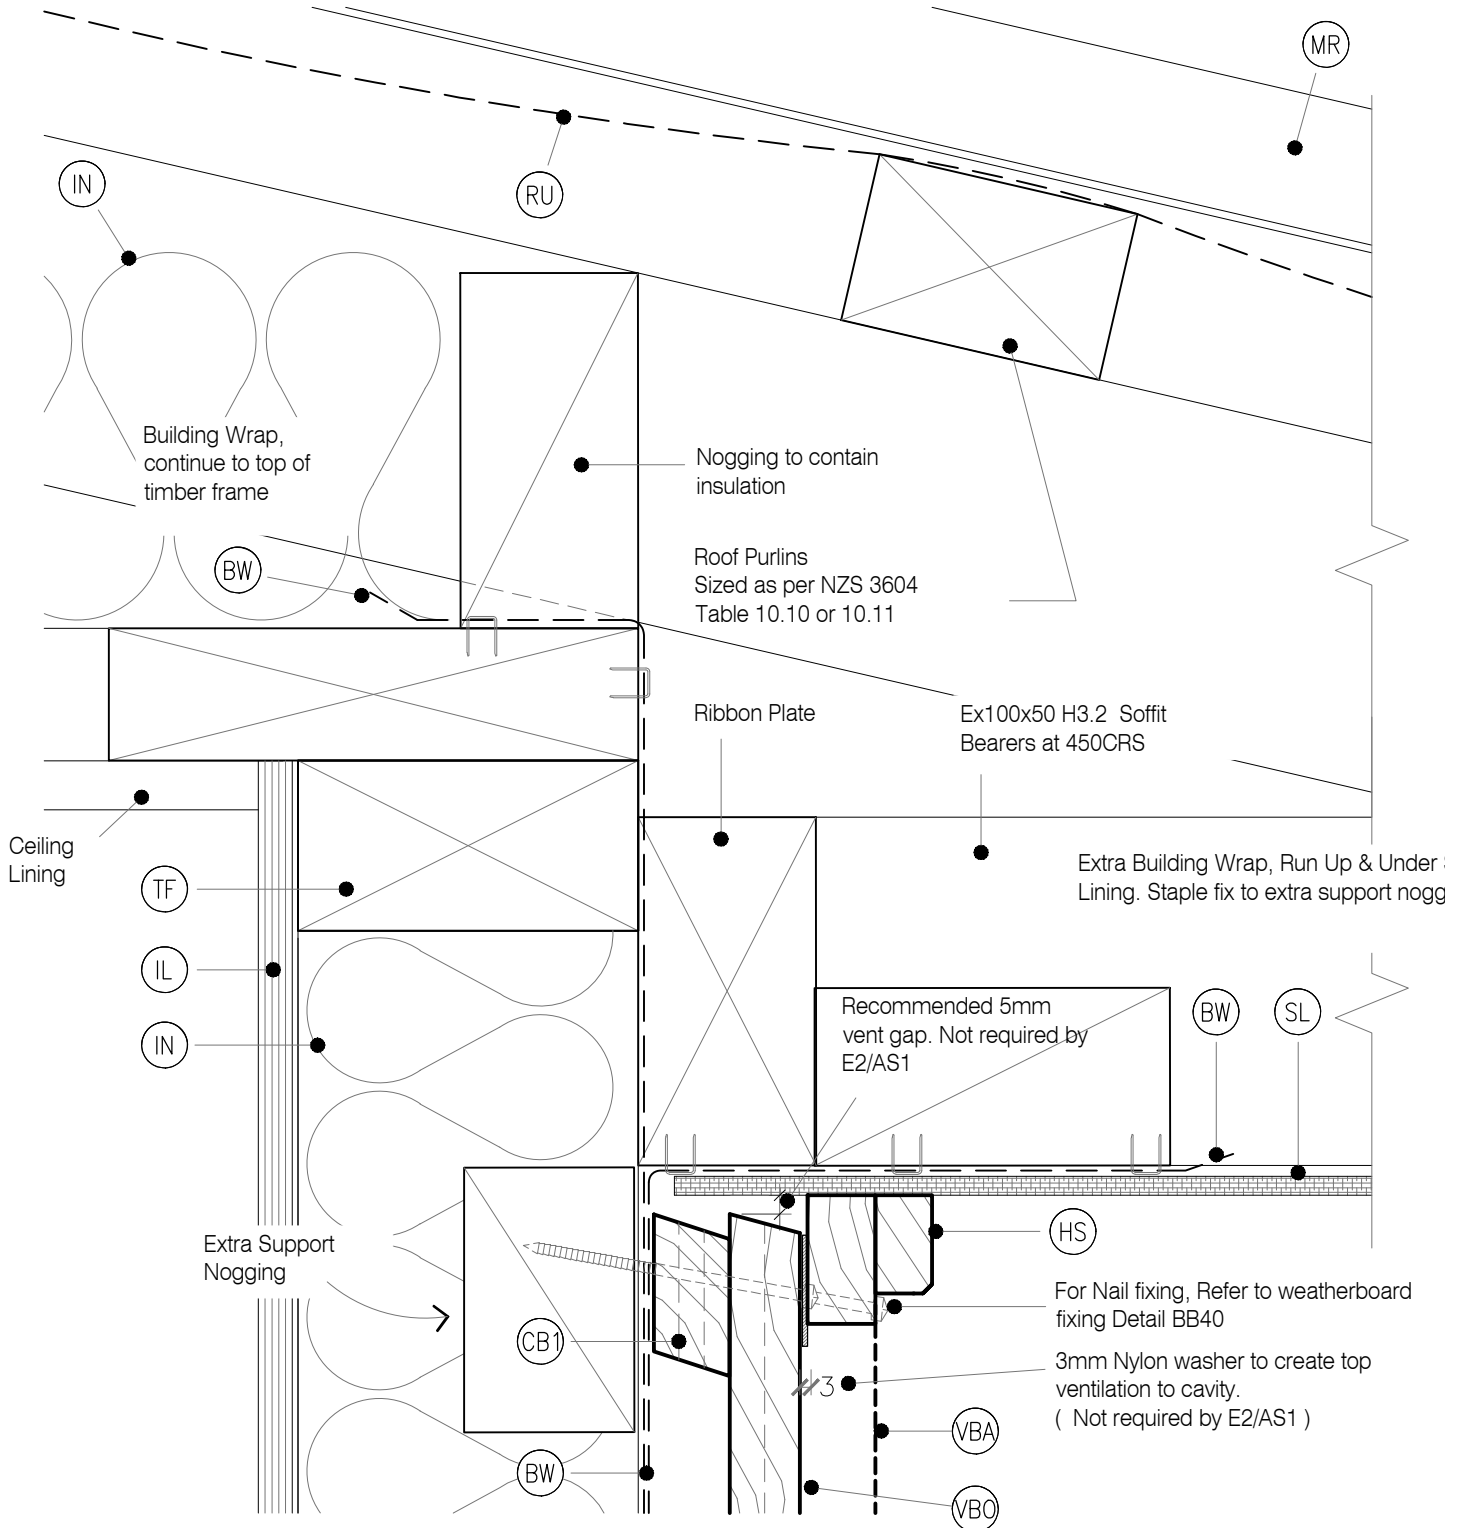 MR
IN
RU
Building Wrap,
continue to top of
timber frame
Nogging to contain
insulation
BW
Roof Purlins
Sized as per NZS 3604
Table 10.10 or 10.11
Ribbon Plate
Ex100x50 H3.2 Soffit
Bearers at 450CRS
Ceiling
Lining
Extra Building Wrap, Run Up & Under
Lining. Staple fix to extra support nogg
TF
IL
IN
Recommended 5mm
vent gap. Not required by
E2/AS1
BW
SL
Extra Support
Nogging
HS
For Nail fixing, Refer to weatherboard
fixing Detail BB40
CB1
3mm Nylon washer to create top
ventilation to cavity.
( Not required by E2/AS1 )
3
VBA
BW
VBO